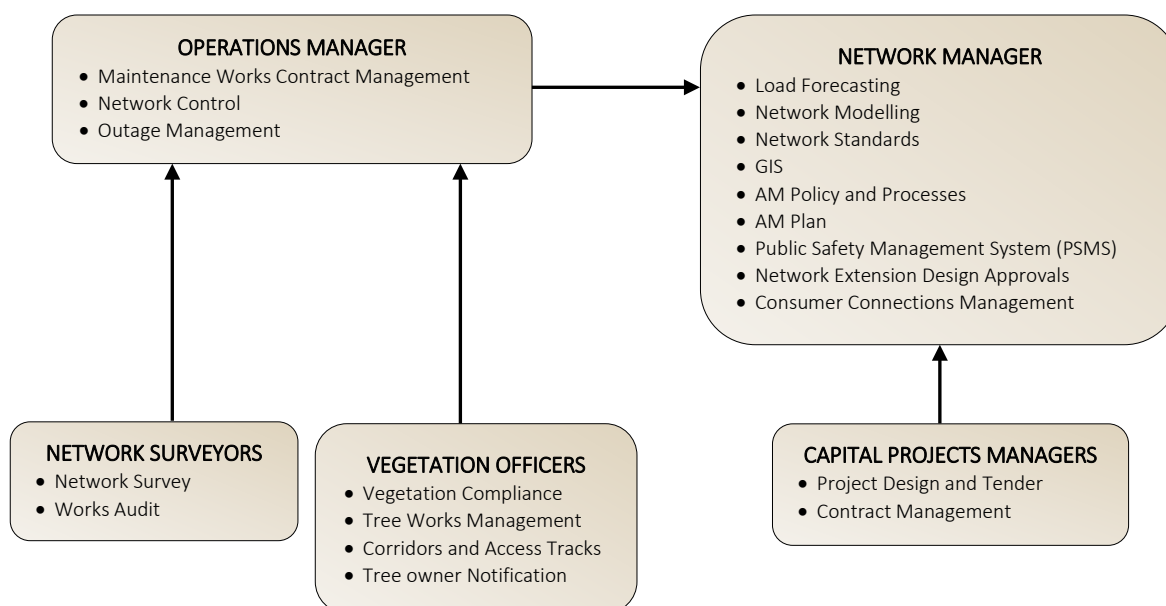 OPERATIONS MANAGER
• Maintenance Works Contract Management
• Network Control
• Outage Management
NETWORK MANAGER
• Load Forecasting
• Network Modelling
• Network Standards
• GIS
• AM Policy and Processes
• AM Plan
• Public Safety Management System (PSMS)
• Network Extension Design Approvals
• Consumer Connections Management
NETWORK SURVEYORS
• Network Survey
• Works Audit
VEGETATION OFFICERS
• Vegetation Compliance
• Tree Works Management
• Corridors and Access Tracks
• Tree owner Notification
CAPITAL PROJECTS MANAGERS
• Project Design and Tender
• Contract Management